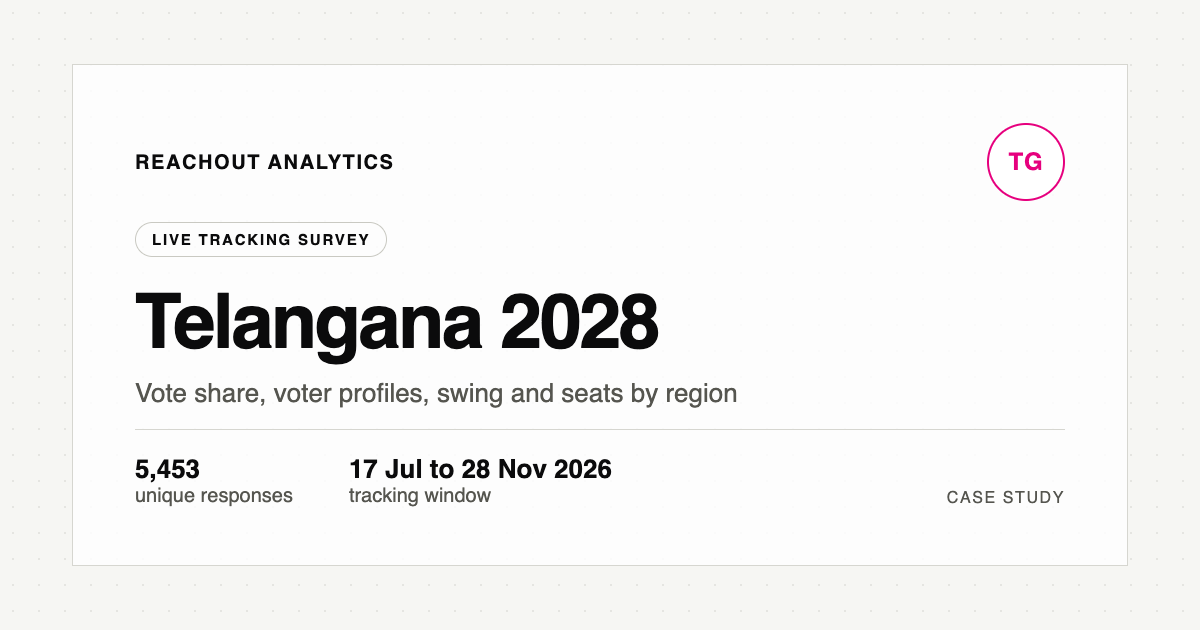 REACHOUT ANALYTICS
TG
LIVE TRACKING SURVEY
Telangana 2028
Vote share, voter profiles, swing and seats by region
5,453
unique responses
17 Jul to 28 Nov 2026
tracking window
CASE STUDY